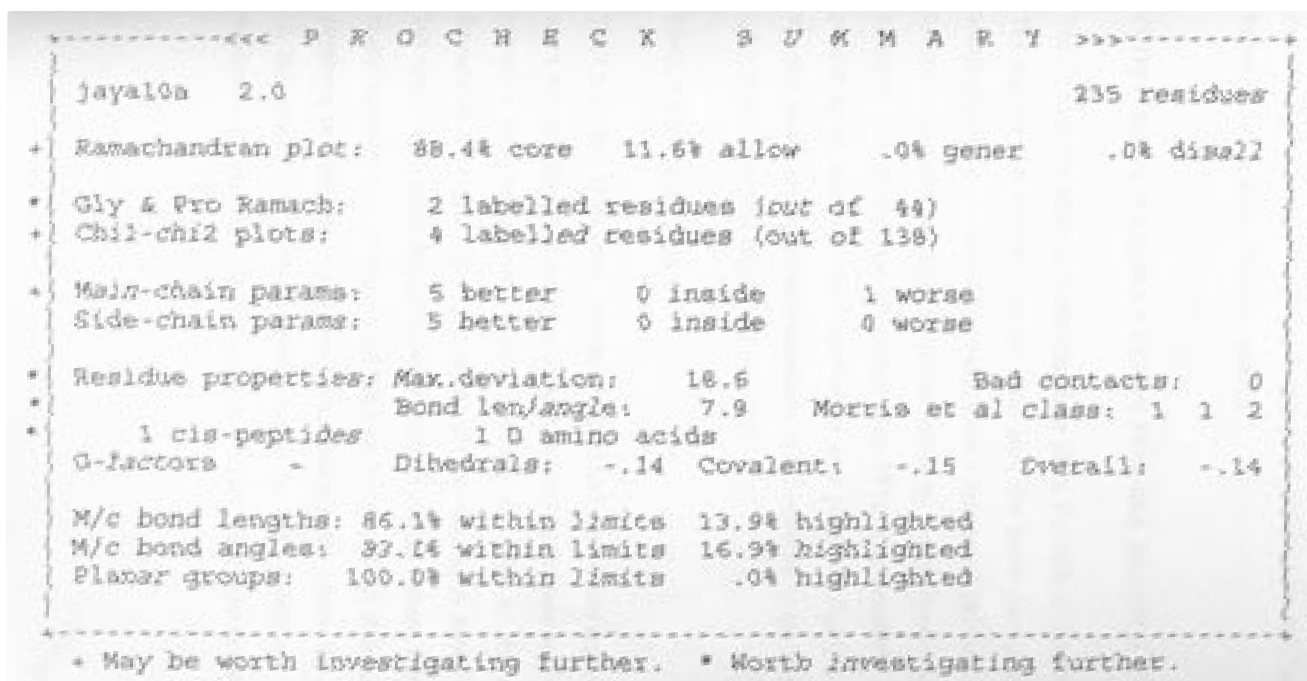 +----------<<< P R O C H E C K   S U M M A R Y >>>----------+
jaya10a 2.0 235 residues
+| Ramachandran plot: 88.4% core 11.6% allow .0% gener .0% disall
*| Gly & Pro Ramach: 2 labelled residues (out of 44)
+| Chi1-chi2 plots: 4 labelled residues (out of 138)
+| Main-chain params: 5 better 0 inside 1 worse
Side-chain params: 5 better 0 inside 0 worse
*| Residue properties: Max.deviation: 18.6 Bad contacts: 0
*| Bond len/angle: 7.9 Morris et al class: 1 1 2
*| 1 cis-peptides 1 D amino acids
G-factors - Dihedrals: -.14 Covalent: -.15 Overall: -.14
M/c bond lengths: 86.1% within limits 13.9% highlighted
M/c bond angles: within limits 16.9% highlighted
Planar groups: 100.0% within limits .0% highlighted
+ May be worth investigating further. * Worth investigating further.